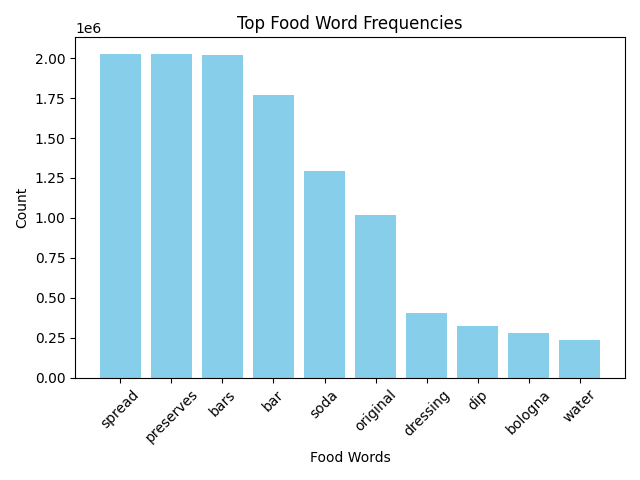 Top Food Word Frequencies
1e6
2.00
1.75
1.50
1.25
1.00
0.75
0.50
0.25
0.00
Count
spread
preserves
bars
bar
soda
original
dressing
dip
bologna
water
Food Words